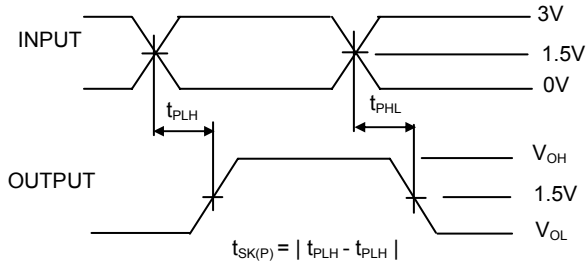 INPUT
3V
1.5V
0V
tPLH
tPHL
OUTPUT
VOH
1.5V
VOL
tSK(P) = | tPLH - tPLH |